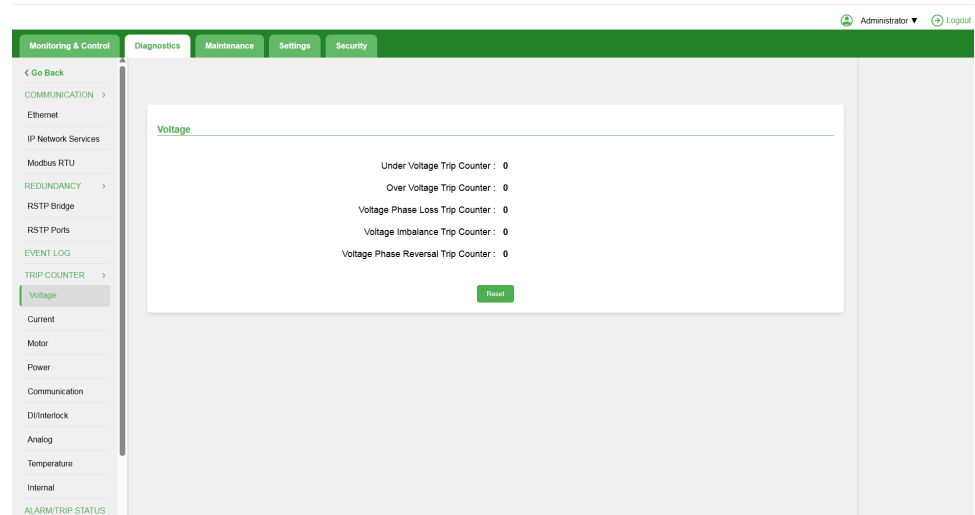 Administrator ▼ Logout
Monitoring & Control Diagnostics Maintenance Settings Security
Go Back
COMMUNICATION
Ethernet
IP Network Services
Modbus RTU
REDUNDANCY
RSTP Bridge
RSTP Ports
EVENT LOG
TRIP COUNTER
Voltage
Current
Motor
Power
Communication
DI/Interlock
Analog
Temperature
Internal
ALARM/TRIP STATUS
Voltage
Under Voltage Trip Counter : 0
Over Voltage Trip Counter : 0
Voltage Phase Loss Trip Counter : 0
Voltage Imbalance Trip Counter : 0
Voltage Phase Reversal Trip Counter : 0
Reset